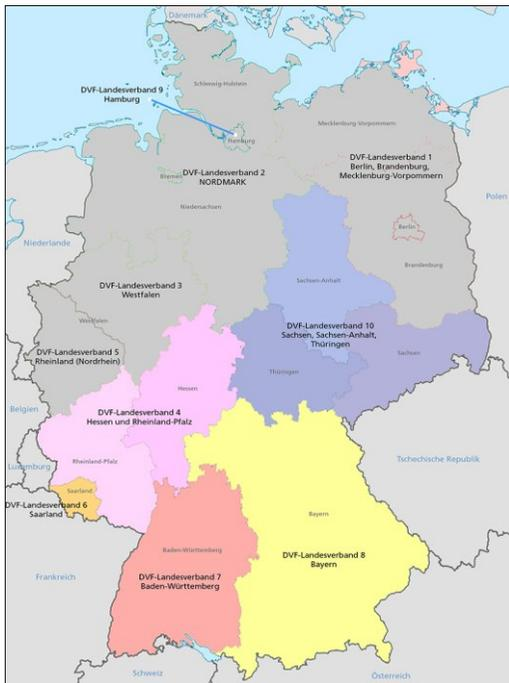 Dänemark
Schleswig-Holstein
DVF-Landesverband 9
Hamburg
Mecklenburg-Vorpommern
Hamburg
DVF-Landesverband 1
Berlin, Brandenburg,
Mecklenburg-Vorpommern
Bremen
DVF-Landesverband 2
NORDMARK
Polen
Niedersachsen
Berlin
Niederlande
Brandenburg
Sachsen-Anhalt
DVF-Landesverband 3
Westfalen
Westfalen
DVF-Landesverband 10
Sachsen, Sachsen-Anhalt,
Thüringen
Sachsen
DVF-Landesverband 5
Rheinland (Nordrhein)
Thüringen
Hessen
Belgien
DVF-Landesverband 4
Hessen und Rheinland-Pfalz
Tschechische Republik
Rheinland-Pfalz
Luxemburg
Saarland
DVF-Landesverband 6
Saarland
Bayern
Baden-Württemberg
DVF-Landesverband 8
Bayern
Frankreich
DVF-Landesverband 7
Baden-Württemberg
Schweiz
Österreich